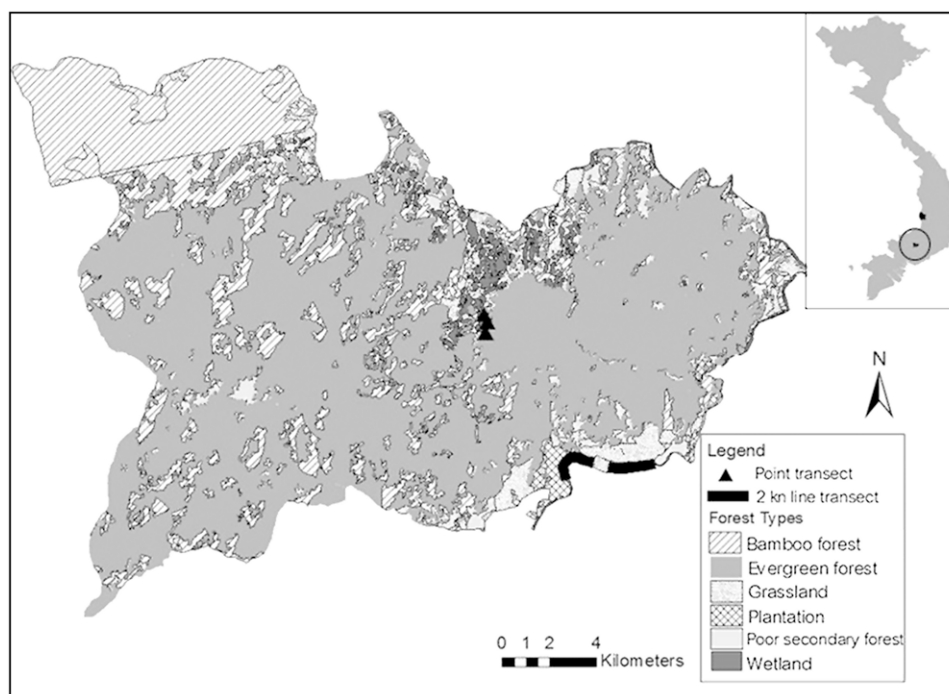 N
Legend
Point transect
2 kn line transect
Forest Types
Bamboo forest
Evergreen forest
Grassland
Plantation
Poor secondary forest
Wetland
0 1 2 4
Kilometers